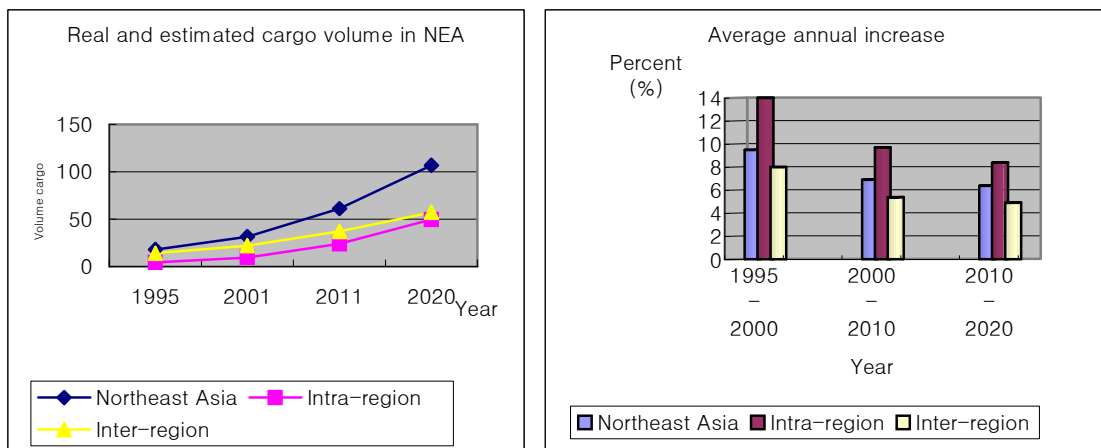 Real and estimated cargo volume in NEA
Volume cargo
150
100
50
0
1995 2001 2011 2020
Year
Northeast Asia Intra-region
Inter-region
Average annual increase
Percent
(%)
14
12
10
8
6
4
2
0
1995 2000 2010
- - -
2000 2010 2020
Year
Northeast Asia Intra-region Inter-region